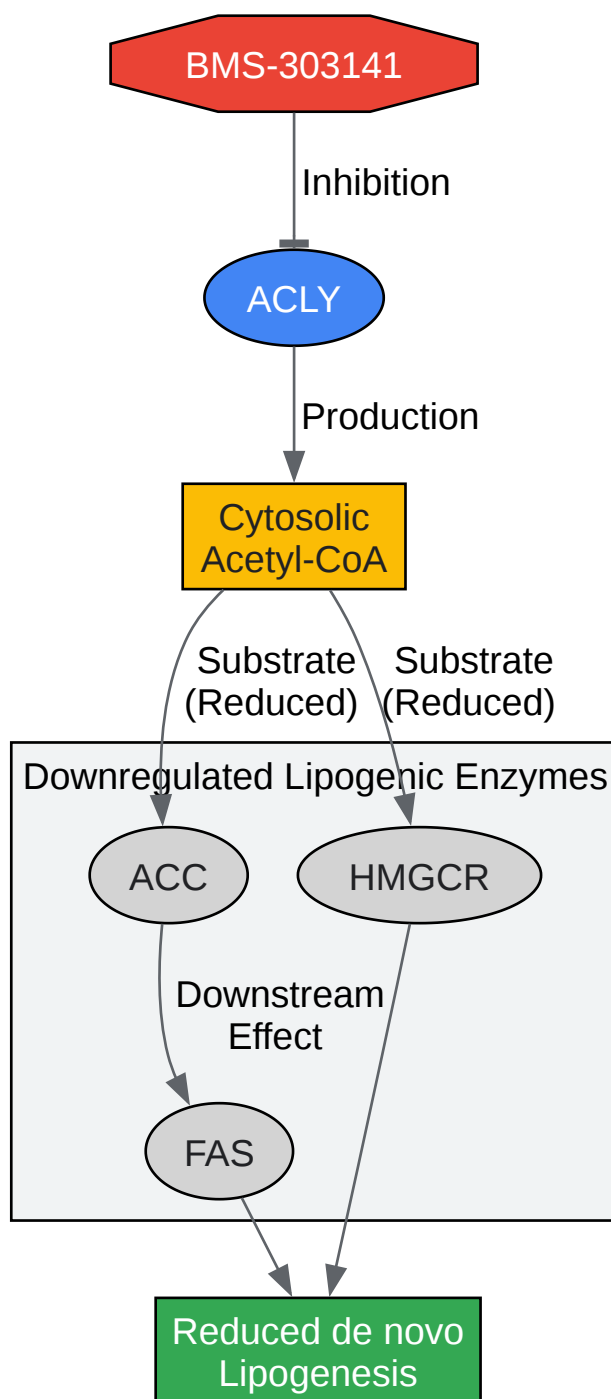 BMS-303141
Inhibition
ACLY
Production
Cytosolic
Acetyl-CoA
Substrate
(Reduced)
Substrate
(Reduced)
Downregulated Lipogenic Enzymes
ACC
HMGCR
Downstream
Effect
FAS
Reduced de novo
Lipogenesis